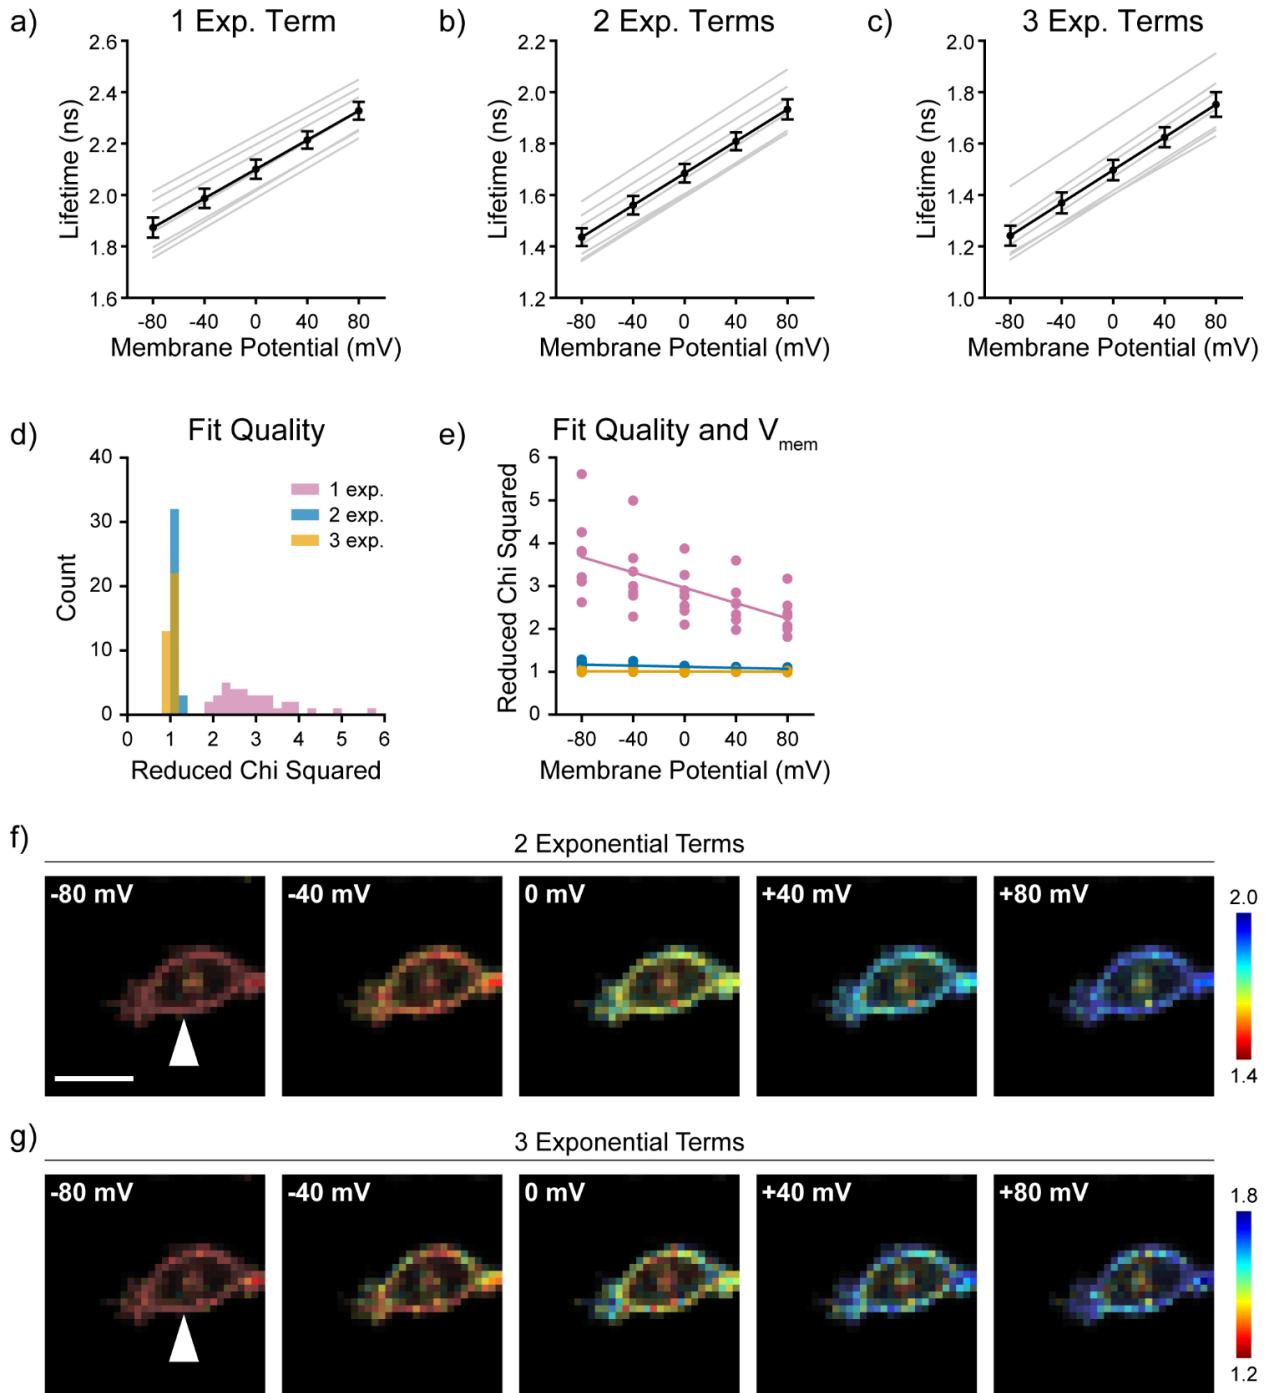 a)
1 Exp. Term
Lifetime (ns)
2.6
2.4
2.2
2.0
1.8
1.6
-80 -40 0 40 80
Membrane Potential (mV)
b)
2 Exp. Terms
Lifetime (ns)
2.2
2.0
1.8
1.6
1.4
1.2
-80 -40 0 40 80
Membrane Potential (mV)
c)
3 Exp. Terms
Lifetime (ns)
2.0
1.8
1.6
1.4
1.2
1.0
-80 -40 0 40 80
Membrane Potential (mV)
d)
Fit Quality
Count
40
30
20
10
0
1 exp.
2 exp.
3 exp.
0 1 2 3 4 5 6
Reduced Chi Squared
e)
Fit Quality and Vmem
Reduced Chi Squared
6
5
4
3
2
1
0
-80 -40 0 40 80
Membrane Potential (mV)
f)
2 Exponential Terms
-80 mV
-40 mV
0 mV
+40 mV
+80 mV
2.0
1.4
g)
3 Exponential Terms
-80 mV
-40 mV
0 mV
+40 mV
+80 mV
1.8
1.2